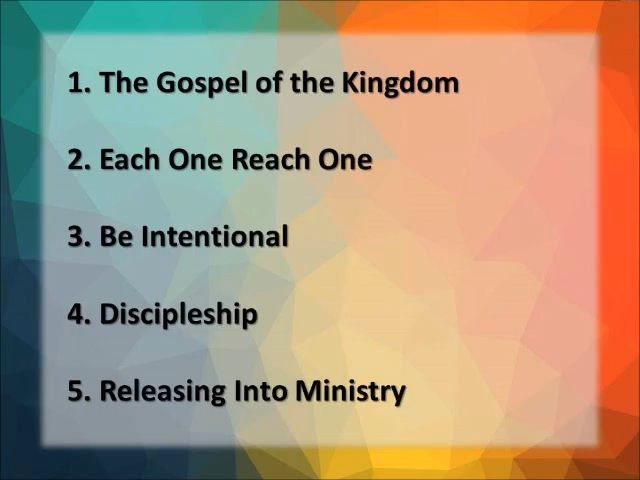 1. The Gospel of the Kingdom
2. Each One Reach One
3. Be Intentional
4. Discipleship
5. Releasing Into Ministry